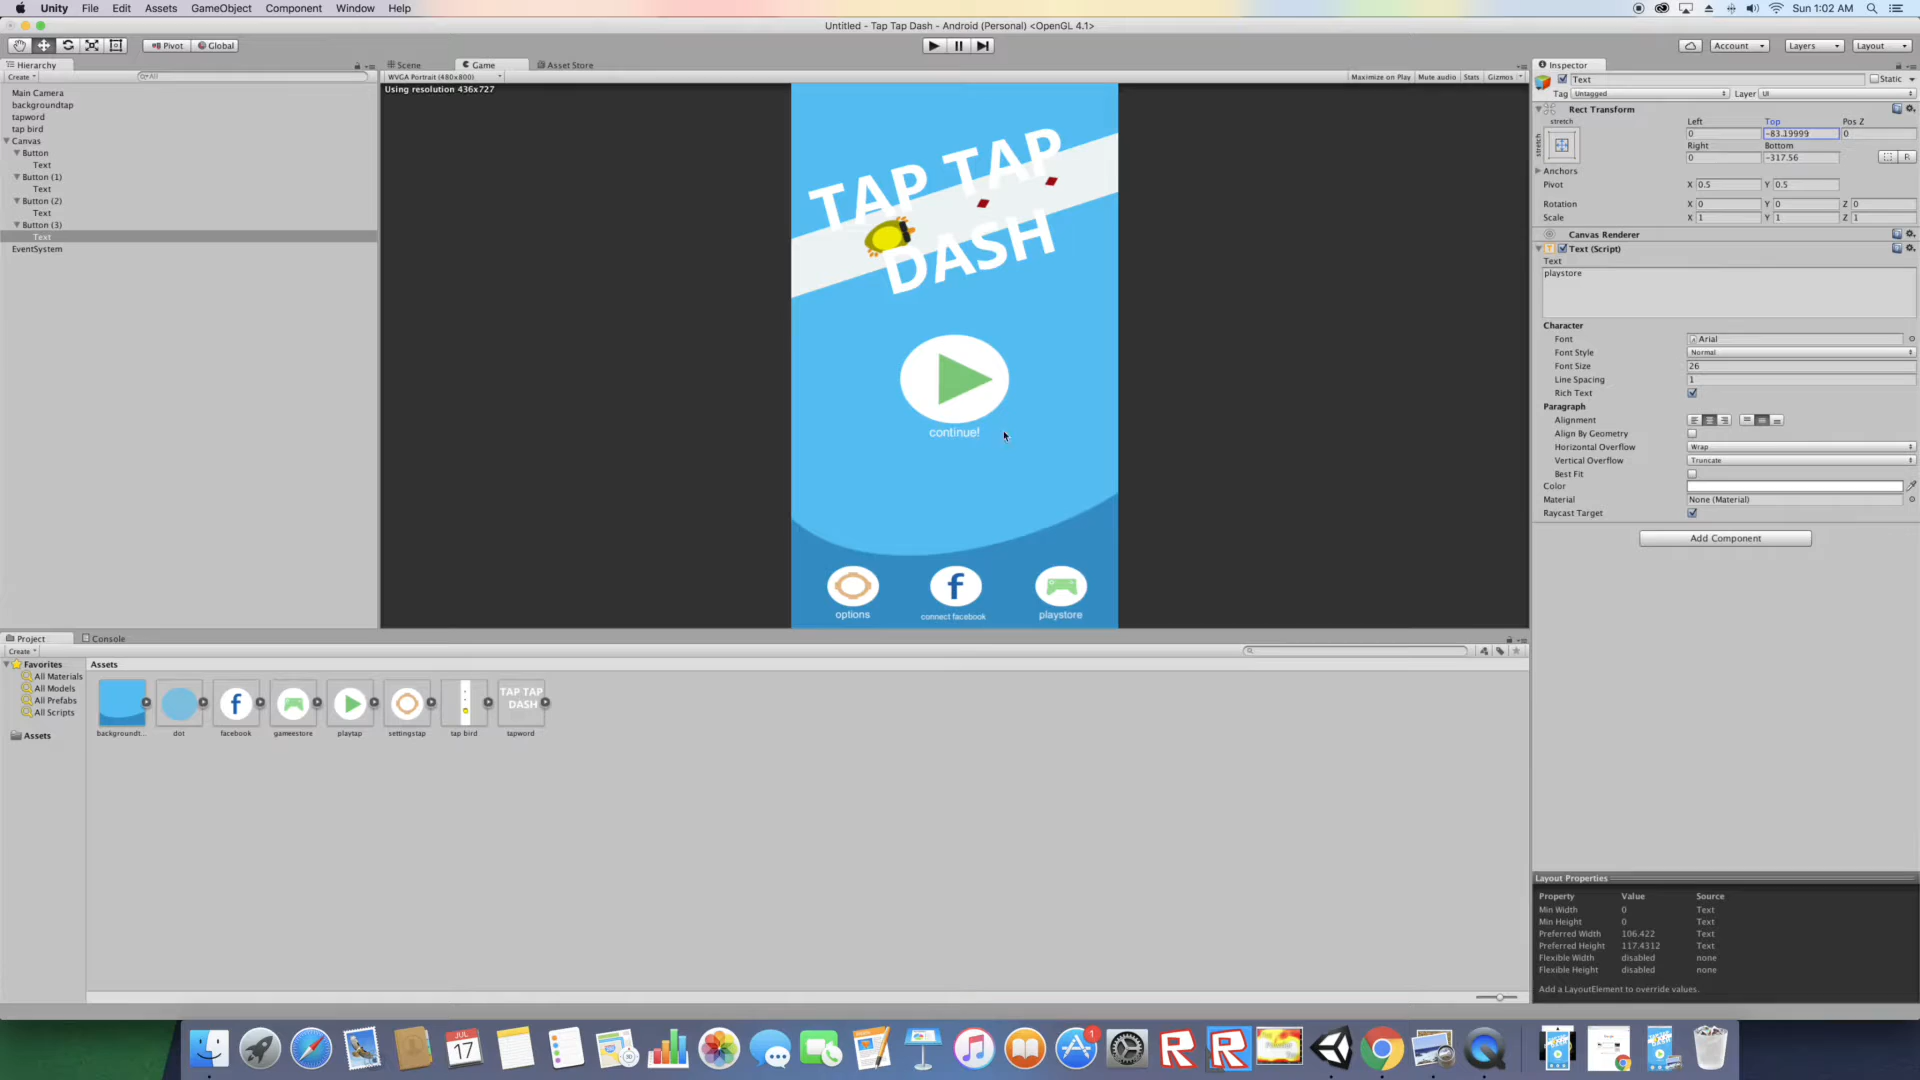 Unity File Edit Assets GameObject Component Window Help
Sun 1:02 AM
Untitled - Tap Tap Dash - Android (Personal) <OpenGL 4.1>
Pivot Global
Account Layers Layout
Hierarchy
Create All
Main Camera
backgroundtap
tapword
tap bird
Canvas
Button
Text
Button (1)
Text
Button (2)
Text
Button (3)
Text
EventSystem
Scene Game Asset Store
WVGA Portrait (480x800)
Maximize on Play Mute audio Stats Gizmos
Using resolution 436x727
TAP TAP
DASH
continue!
options connect facebook playstore
Inspector
Text Static
Tag Untagged Layer UI
Rect Transform
stretch
stretch
Left Top Pos Z
0 -83.19999 0
Right Bottom
0 -317.56
R
Anchors
Pivot X 0.5 Y 0.5
Rotation X 0 Y 0 Z 0
Scale X 1 Y 1 Z 1
Canvas Renderer
Text (Script)
Text
playstore
Character
Font Arial
Font Style Normal
Font Size 26
Line Spacing 1
Rich Text
Paragraph
Alignment
Align By Geometry
Horizontal Overflow Wrap
Vertical Overflow Truncate
Best Fit
Color
Material None (Material)
Raycast Target
Add Component
Layout Properties
Property Value Source
Min Width 0 Text
Min Height 0 Text
Preferred Width 106.422 Text
Preferred Height 117.4312 Text
Flexible Width disabled none
Flexible Height disabled none
Add a LayoutElement to override values.
Project Console
Create
Favorites
All Materials
All Models
All Prefabs
All Scripts
Assets
Assets
TAP TAP
DASH
backgroundt... dot facebook gameestore playtap settingstap tap bird tapword
JUL
17
1